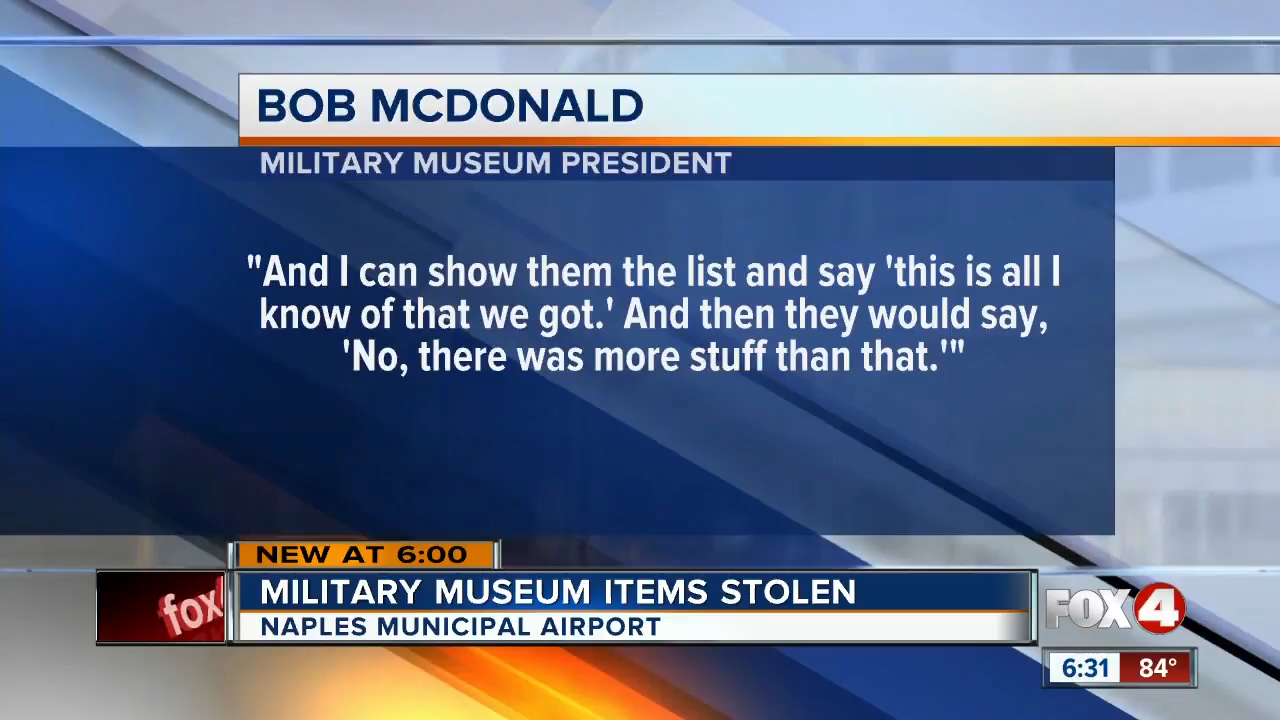 BOB MCDONALD
MILITARY MUSEUM PRESIDENT
"And I can show them the list and say 'this is all I
know of that we got.' And then they would say,
'No, there was more stuff than that.'"
NEW AT 6:00
MILITARY MUSEUM ITEMS STOLEN
NAPLES MUNICIPAL AIRPORT
fox
FOX 4
6:31 84°